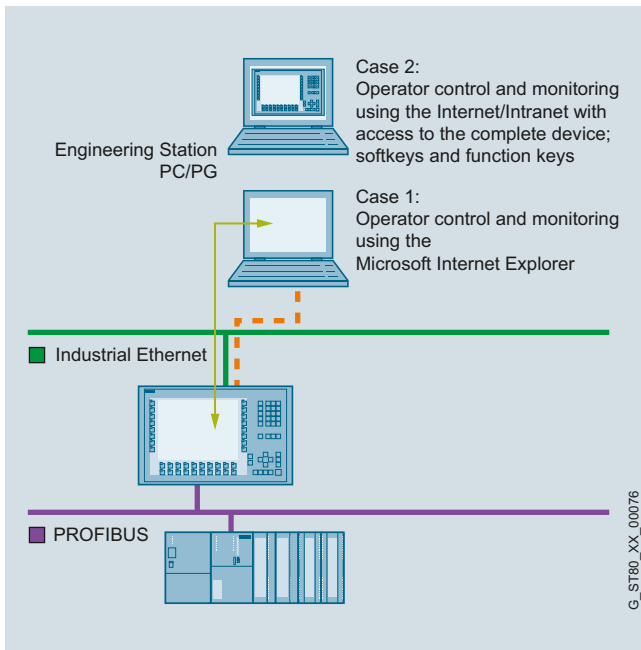 Case 2:
Operator control and monitoring
using the Internet/Intranet with
access to the complete device;
softkeys and function keys
Engineering Station
PC/PG
Case 1:
Operator control and monitoring
using the
Microsoft Internet Explorer
Industrial Ethernet
PROFIBUS
G_ST80_XX_00076